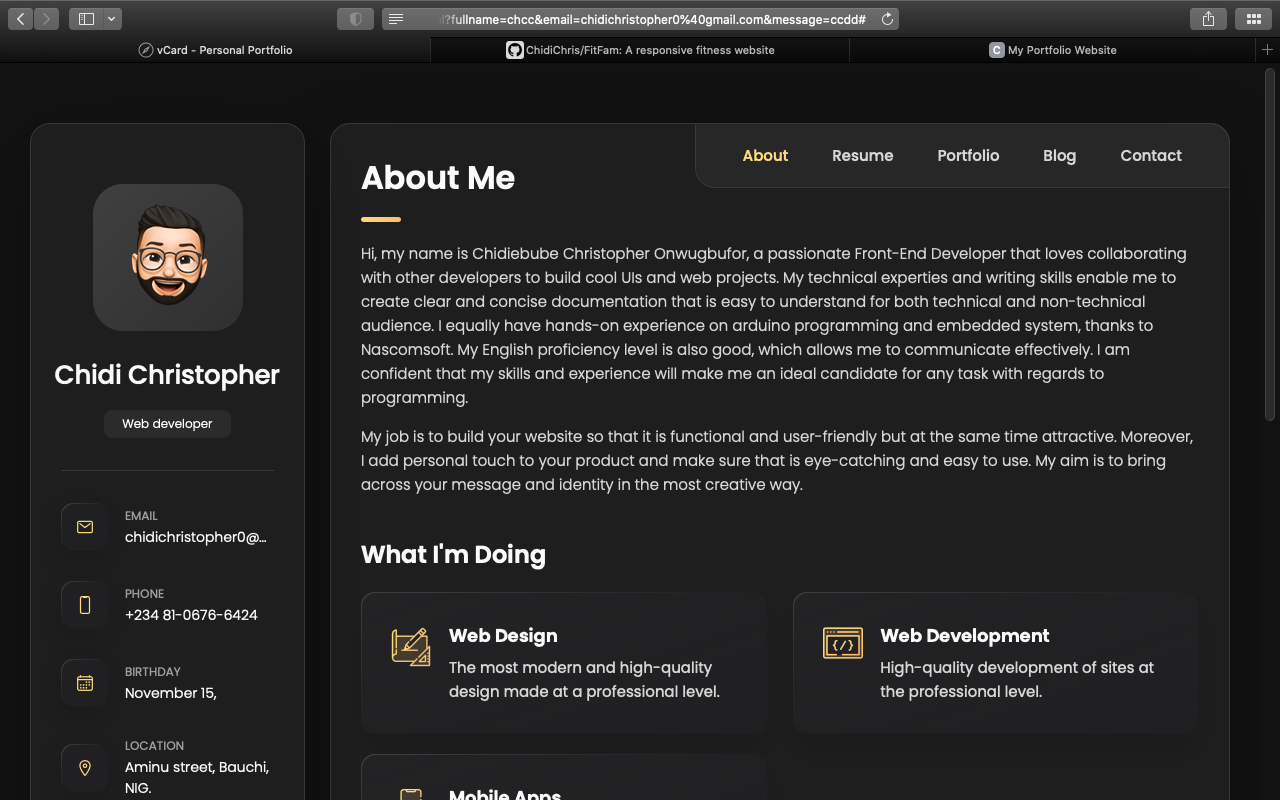 l?fullname=chcc&email=chidichristopher0%40gmail.com&message=ccdd#
vCard - Personal Portfolio
ChidiChris/FitFam: A responsive fitness website
C My Portfolio Website
About
Resume
Portfolio
Blog
Contact
Chidi Christopher
Web developer
EMAIL
chidichristopher0@...
PHONE
+234 81-0676-6424
BIRTHDAY
November 15,
LOCATION
Aminu street, Bauchi,
NIG.
About Me
Hi, my name is Chidiebube Christopher Onwugbufor, a passionate Front-End Developer that loves collaborating
with other developers to build cool UIs and web projects. My technical experties and writing skills enable me to
create clear and concise documentation that is easy to understand for both technical and non-technical
audience. I equally have hands-on experience on arduino programming and embedded system, thanks to
Nascomsoft. My English proficiency level is also good, which allows me to communicate effectively. I am
confident that my skills and experience will make me an ideal candidate for any task with regards to
programming.
My job is to build your website so that it is functional and user-friendly but at the same time attractive. Moreover,
I add personal touch to your product and make sure that is eye-catching and easy to use. My aim is to bring
across your message and identity in the most creative way.
What I'm Doing
Web Design
The most modern and high-quality
design made at a professional level.
Web Development
High-quality development of sites at
the professional level.
Mobile Apps